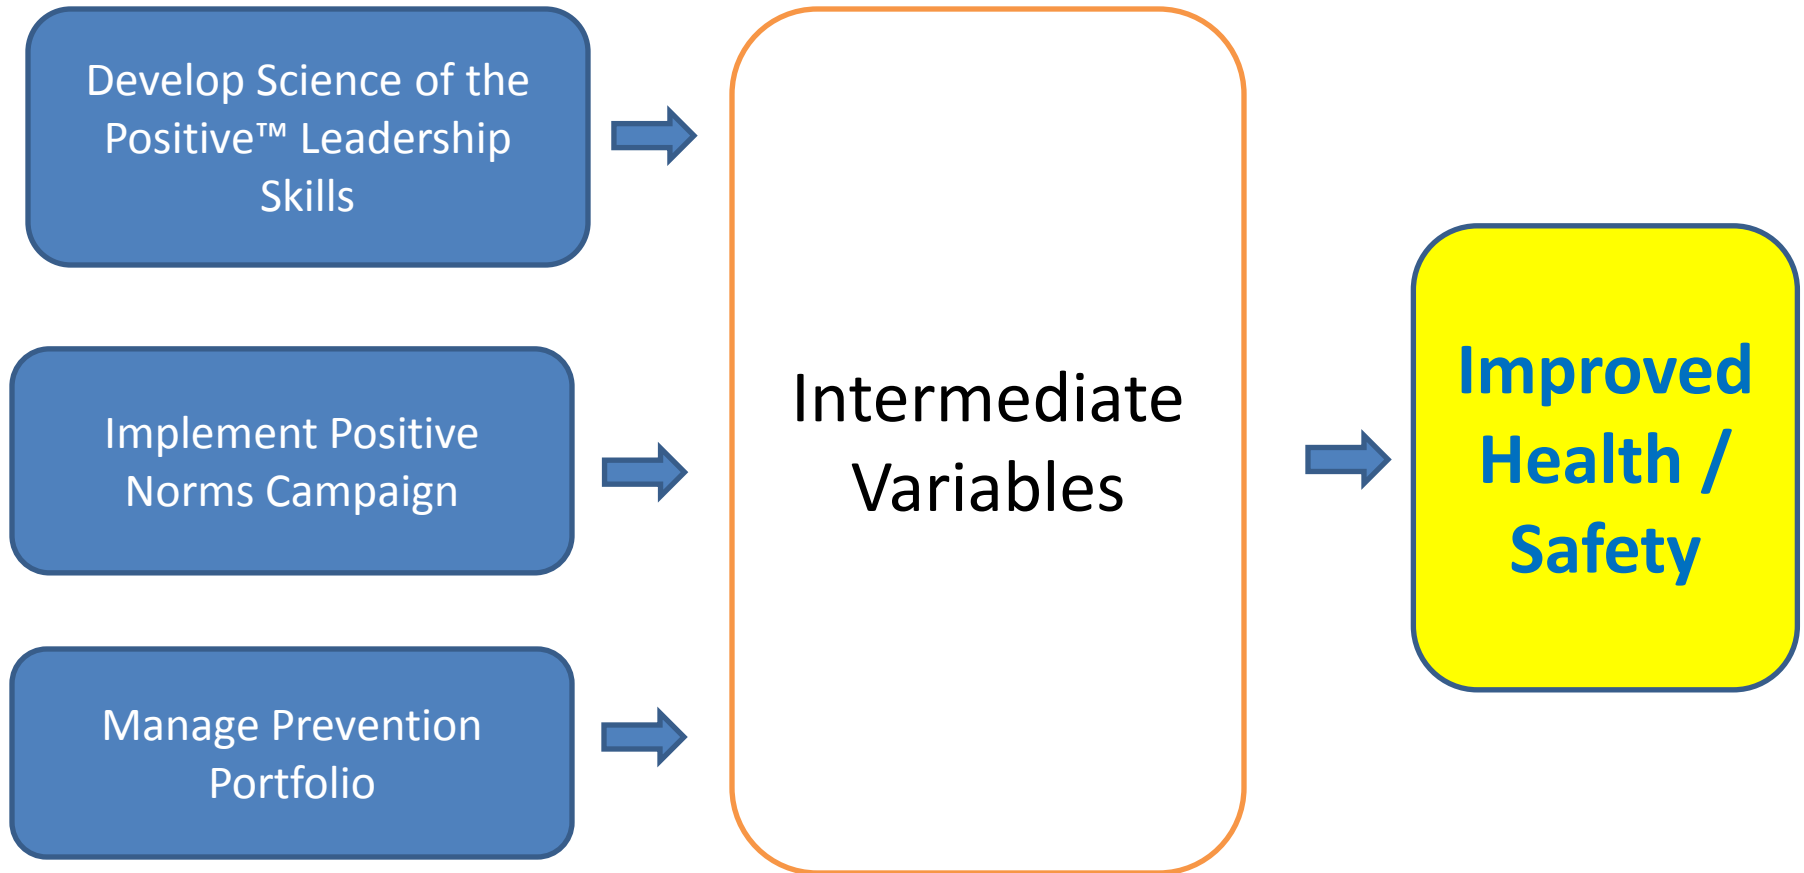 Develop Science of the
Positive™ Leadership
Skills
Implement Positive
Norms Campaign
Manage Prevention
Portfolio
Intermediate
Variables
Improved
Health /
Safety